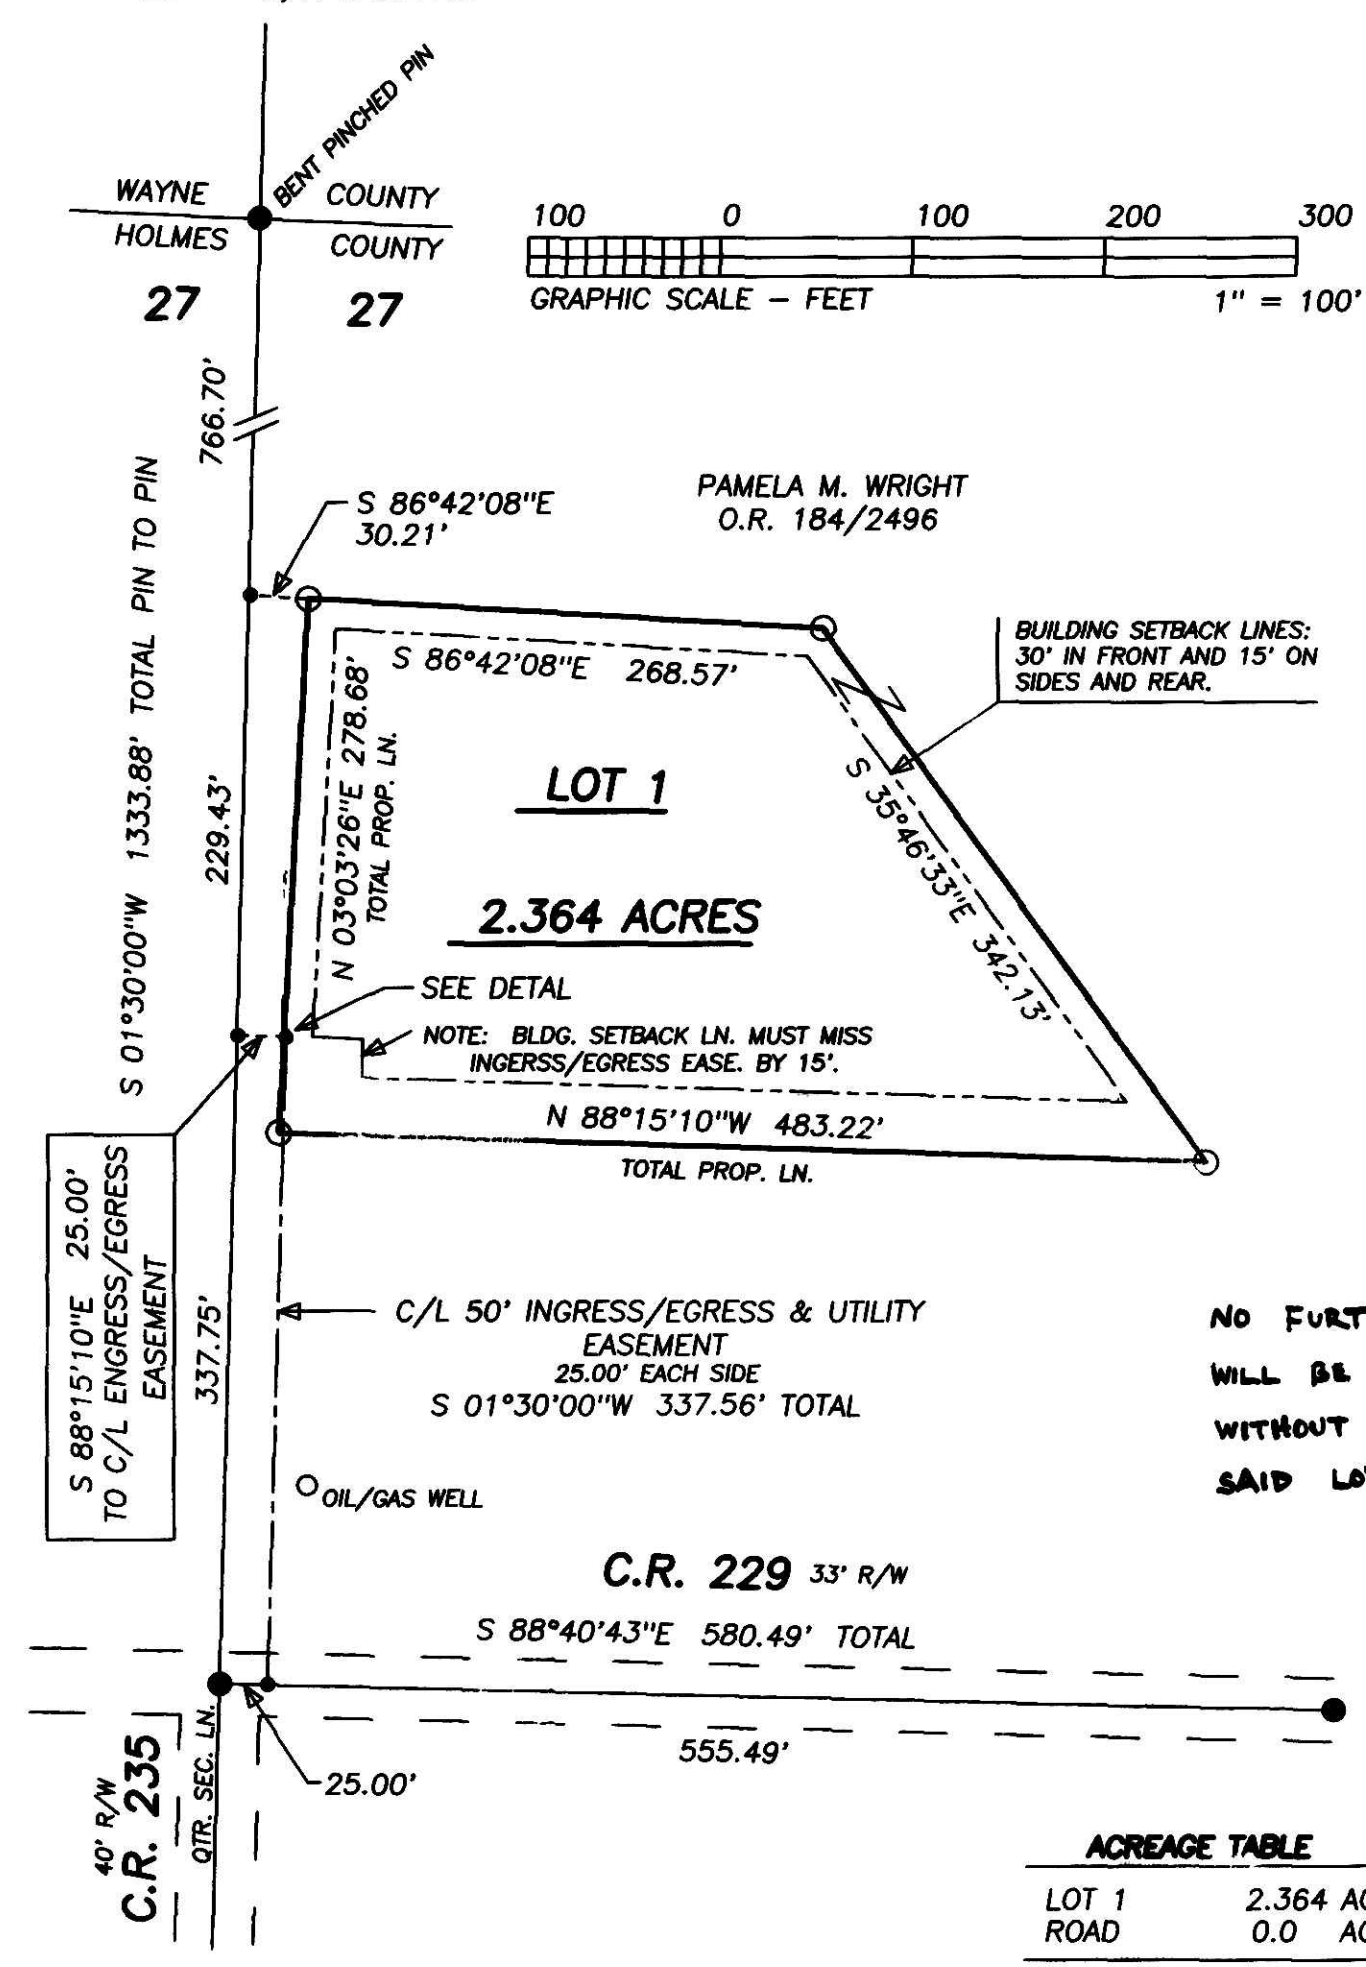 BENT PINCHED PIN
WAYNE COUNTY
HOLMES COUNTY
27 27
100 0 100 200 300
GRAPHIC SCALE - FEET 1" = 100'
766.70'
S 01°30'00"W 1333.88' TOTAL PIN TO PIN
S 86°42'08"E
30.21'
PAMELA M. WRIGHT
O.R. 184/2496
BUILDING SETBACK LINES:
30' IN FRONT AND 15' ON
SIDES AND REAR.
S 86°42'08"E 268.57'
N 03°03'26"E 278.68'
TOTAL PROP. LN.
LOT 1
229.43'
S 35°46'33"E 342.13'
2.364 ACRES
SEE DETAL
NOTE: BLDG. SETBACK LN. MUST MISS
INGERSS/EGRESS EASE. BY 15'.
N 88°15'10"W 483.22'
TOTAL PROP. LN.
S 88°15'10"E 25.00'
TO C/L ENGRESS/EGRESS
EASEMENT
337.75'
C/L 50' INGRESS/EGRESS & UTILITY
EASEMENT
25.00' EACH SIDE
S 01°30'00"W 337.56' TOTAL
NO FURT
WILL BE
WITHOUT
SAID LO
OIL/GAS WELL
C.R. 229 33' R/W
S 88°40'43"E 580.49' TOTAL
555.49'
25.00'
40' R/W
C.R. 235
QTR. SEC. LN.
ACREAGE TABLE
LOT 1 2.364 AC
ROAD 0.0 AC